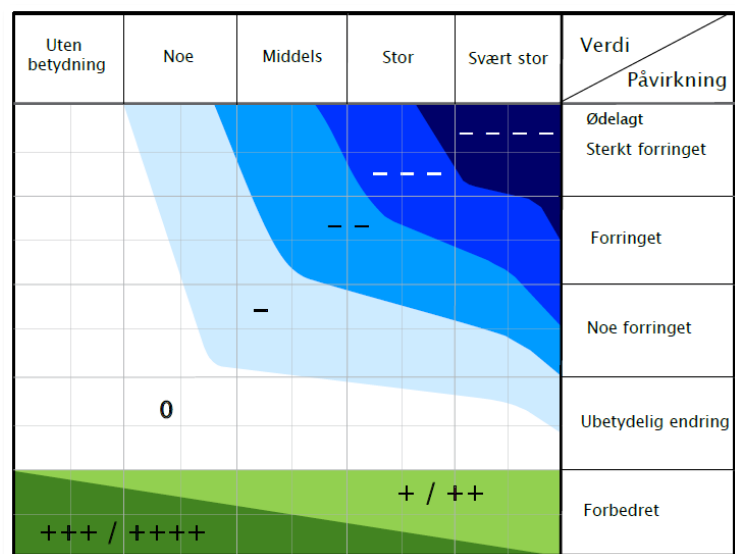 Uten
betydning
Noe
Middels
Stor
Svært stor
Verdi
Påvirkning
– – – –
Ødelagt
Sterkt forringet
– – –
– –
Forringet
–
Noe forringet
0
Ubetydelig endring
+ / ++
Forbedret
+++ / ++++